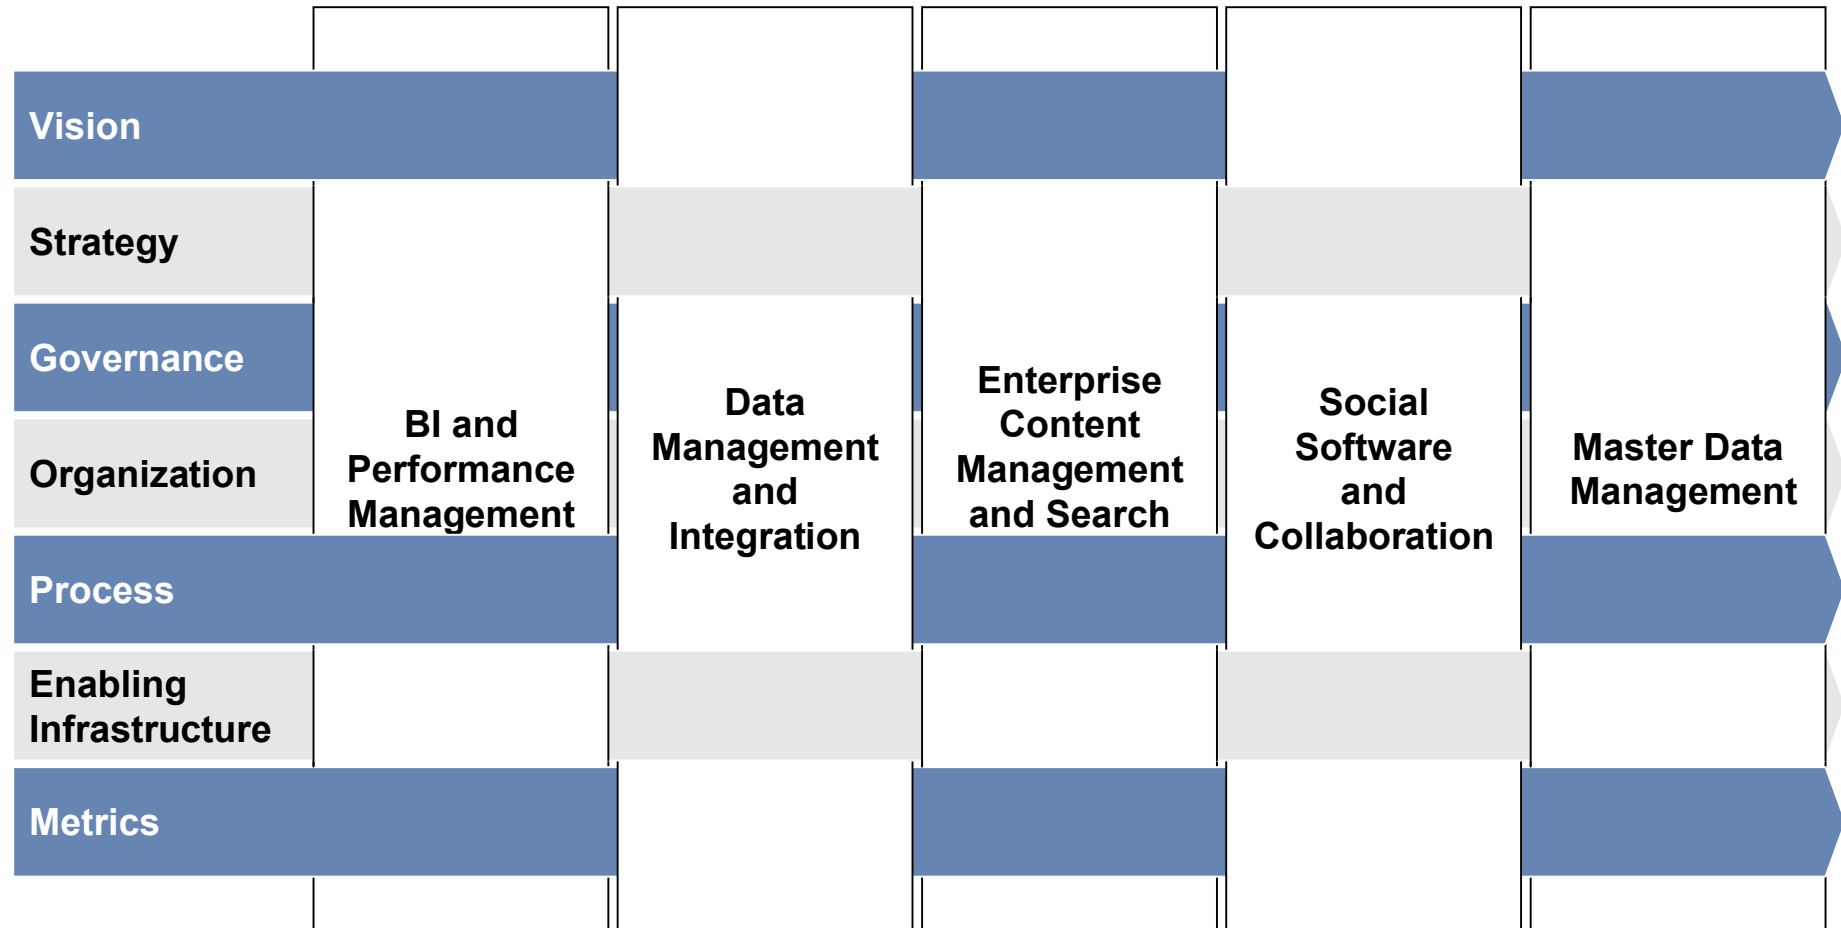 Vision
Strategy
Governance
Organization
Process
Enabling
Infrastructure
Metrics
BI and
Performance
Management
Data
Management
and
Integration
Enterprise
Content
Management
and Search
Social
Software
and
Collaboration
Master Data
Management